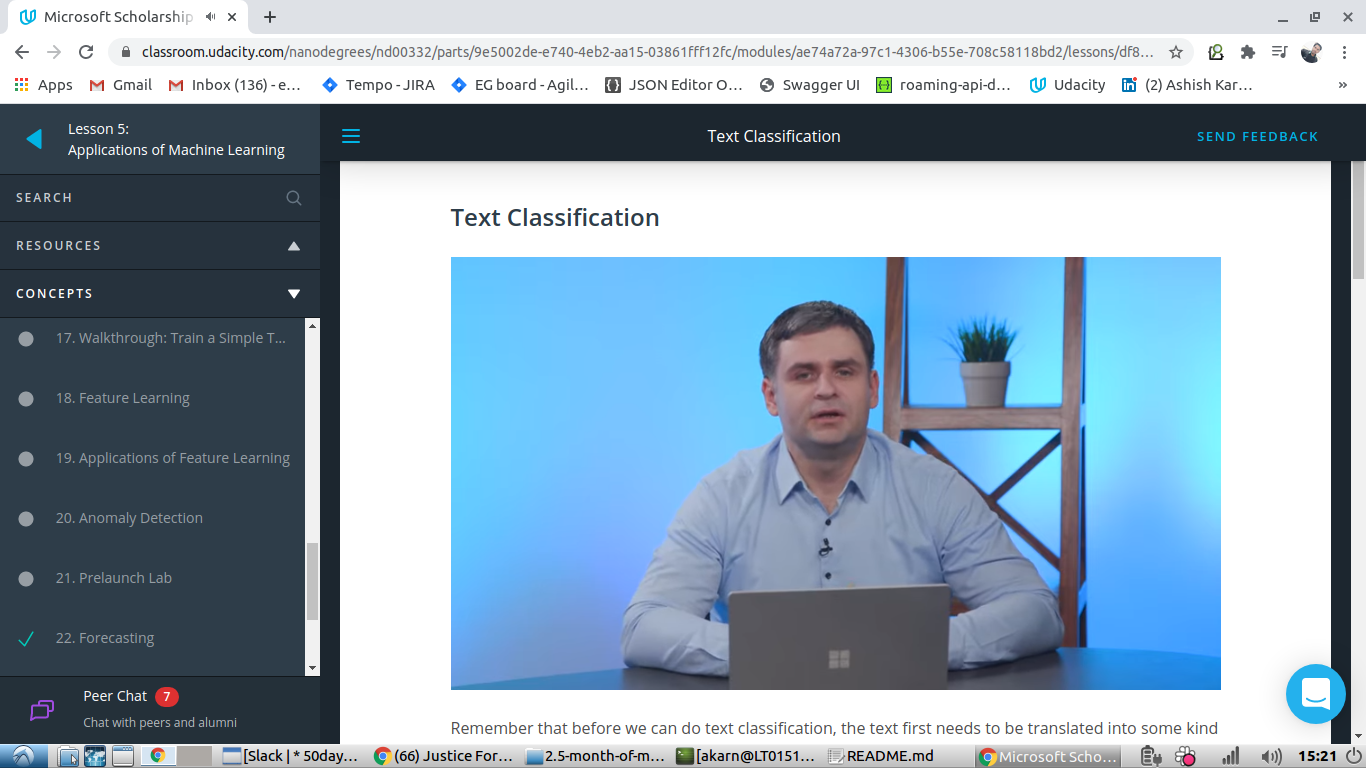 Microsoft Scholarship
classroom.udacity.com/nanodegrees/nd00332/parts/9e5002de-e740-4eb2-aa15-03861fff12fc/modules/ae74a72a-97c1-4306-b55e-708c58118bd2/lessons/df8…
Apps Gmail Inbox (136) - e… Tempo - JIRA EG board - Agil… JSON Editor O… Swagger UI roaming-api-d… Udacity (2) Ashish Kar… »
Lesson 5:
Applications of Machine Learning
Text Classification
SEND FEEDBACK
SEARCH
RESOURCES
CONCEPTS
17. Walkthrough: Train a Simple T...
18. Feature Learning
19. Applications of Feature Learning
20. Anomaly Detection
21. Prelaunch Lab
22. Forecasting
Peer Chat 7
Chat with peers and alumni
Text Classification
Remember that before we can do text classification, the text first needs to be translated into some kind
[Slack | * 50day... (66) Justice For... 2.5-month-of-m... [akarn@LT0151... README.md Microsoft Scho... 15:21